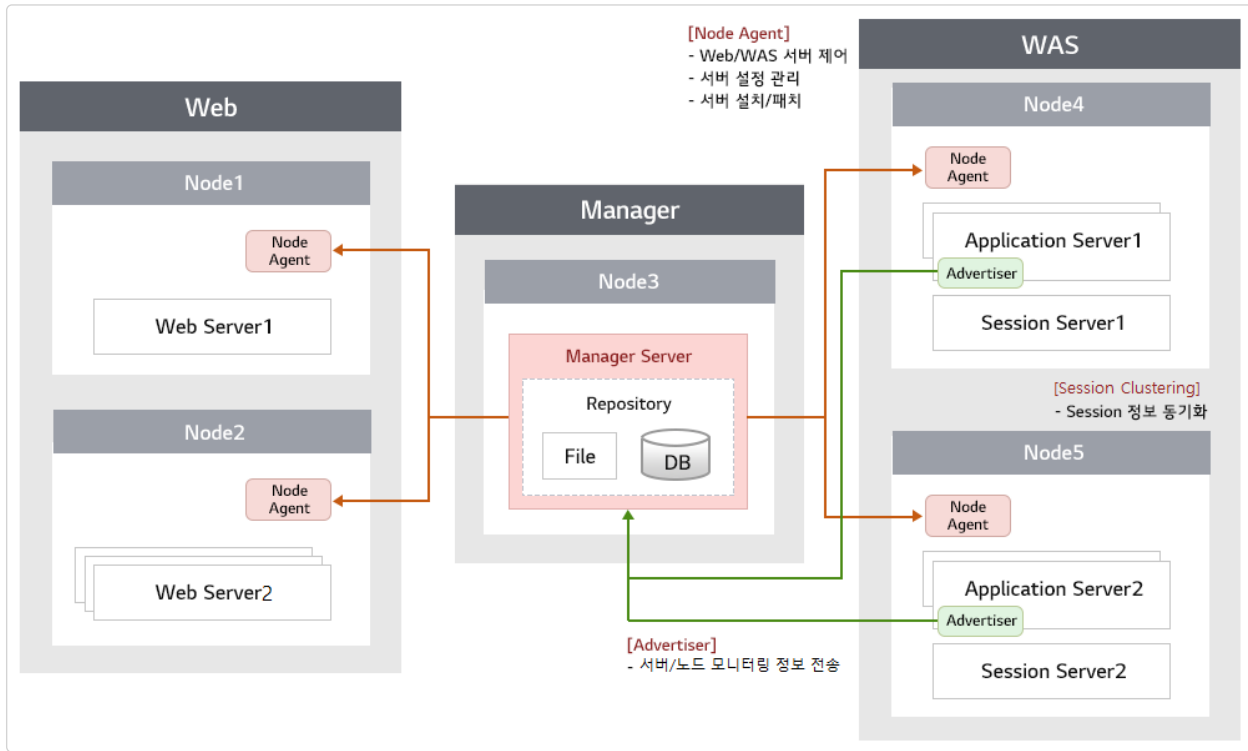 Web
Node1
Node
Agent
Web Server1
Node2
Node
Agent
Web Server2
Manager
Node3
Manager Server
Repository
File
DB
[Advertiser]
- 서버/노드 모니터링 정보 전송
[Node Agent]
- Web/WAS 서버 제어
- 서버 설정 관리
- 서버 설치/패치
WAS
Node4
Node
Agent
Application Server1
Advertiser
Session Server1
[Session Clustering]
- Session 정보 동기화
Node5
Node
Agent
Application Server2
Advertiser
Session Server2